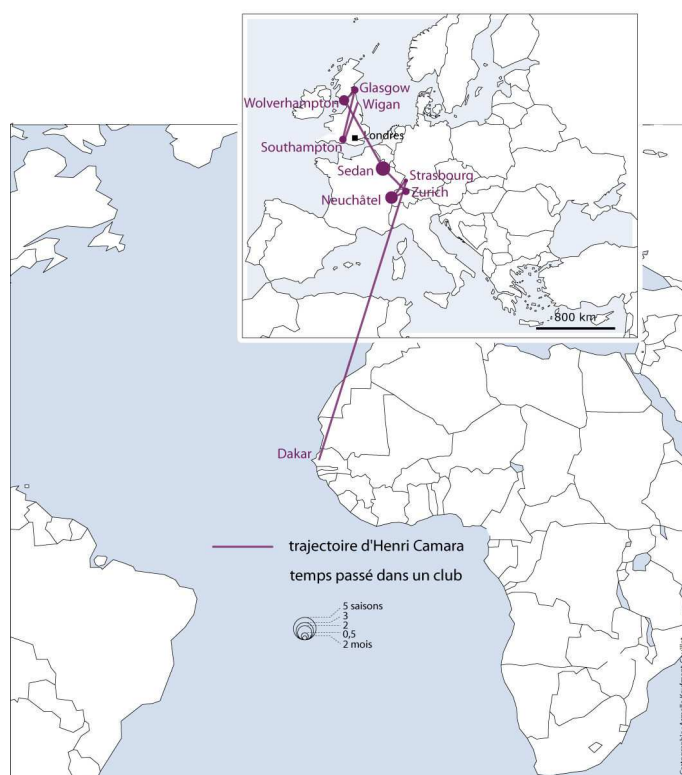 Glasgow
Wolverhampton
Wigan
Londres
Southampton
Sedan
Strasbourg
Zurich
Neuchâtel
800 km
Dakar
trajectoire d'Henri Camara
temps passé dans un club
5 saisons
3
2
0,5
2 mois